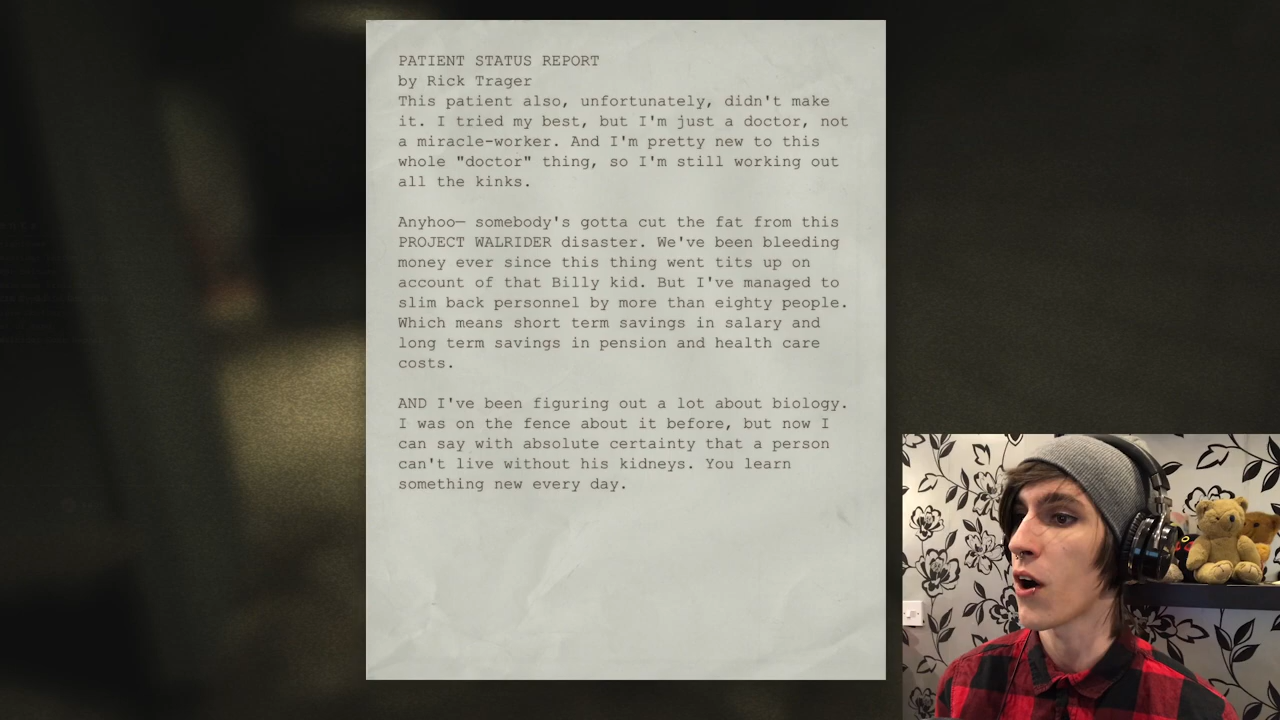 PATIENT STATUS REPORT
by Rick Trager
This patient also, unfortunately, didn't make
it. I tried my best, but I'm just a doctor, not
a miracle-worker. And I'm pretty new to this
whole "doctor" thing, so I'm still working out
all the kinks.
Anyhoo— somebody's gotta cut the fat from this
PROJECT WALRIDER disaster. We've been bleeding
money ever since this thing went tits up on
account of that Billy kid. But I've managed to
slim back personnel by more than eighty people.
Which means short term savings in salary and
long term savings in pension and health care
costs.
AND I've been figuring out a lot about biology.
I was on the fence about it before, but now I
can say with absolute certainty that a person
can't live without his kidneys. You learn
something new every day.